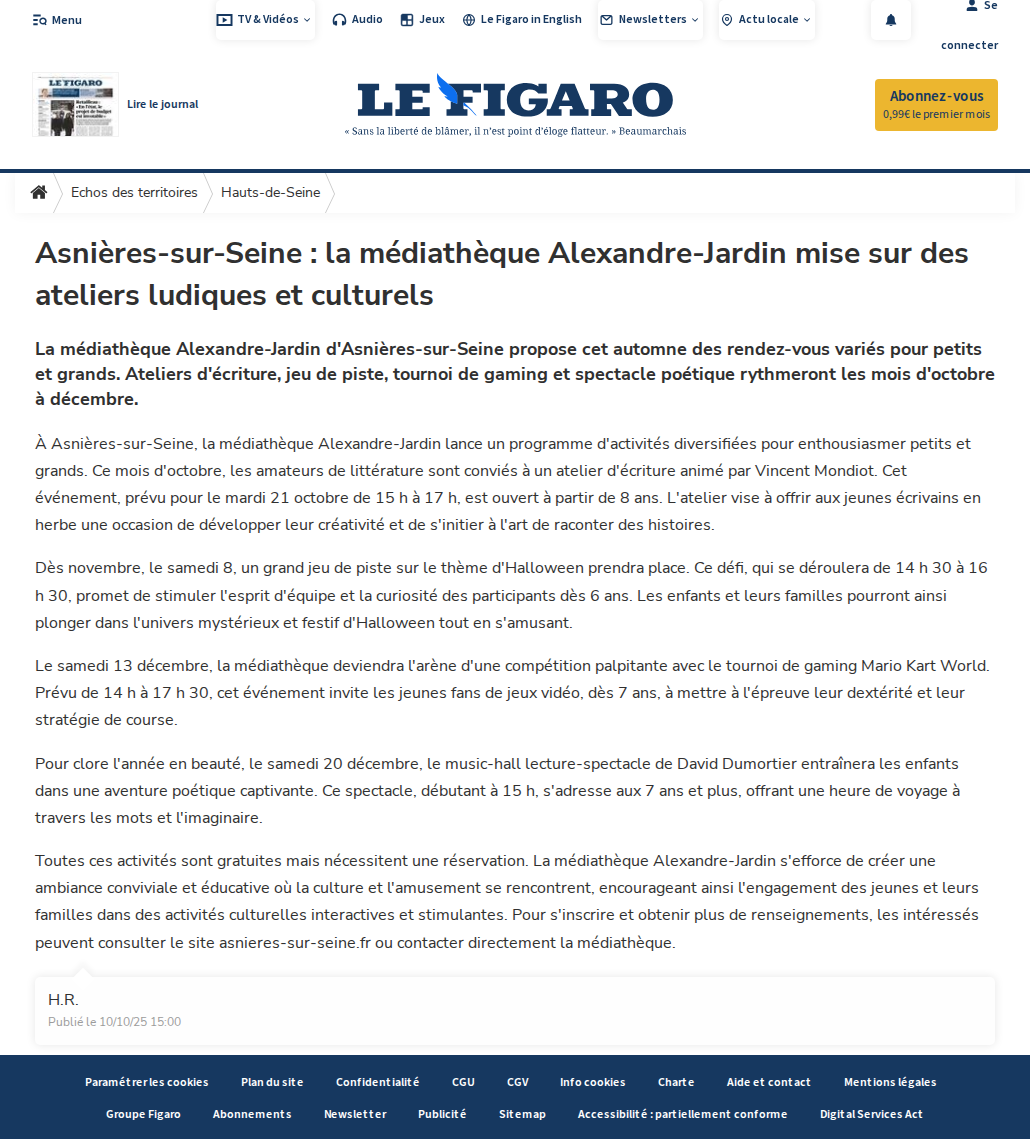 Menu
TV & Vidéos
Audio
Jeux
Le Figaro in English
Newsletters
Actu locale
Se
connecter
LE FIGARO
Lire le journal
LE FIGARO
« Sans la liberté de blâmer, il n'est point d'éloge flatteur. » Beaumarchais
Abonnez-vous
0,99€ le premier mois
Echos des territoires
Hauts-de-Seine
Asnières-sur-Seine : la médiathèque Alexandre-Jardin mise sur des
ateliers ludiques et culturels
La médiathèque Alexandre-Jardin d'Asnières-sur-Seine propose cet automne des rendez-vous variés pour petits
et grands. Ateliers d'écriture, jeu de piste, tournoi de gaming et spectacle poétique rythmeront les mois d'octobre
à décembre.
À Asnières-sur-Seine, la médiathèque Alexandre-Jardin lance un programme d'activités diversifiées pour enthousiasmer petits et
grands. Ce mois d'octobre, les amateurs de littérature sont conviés à un atelier d'écriture animé par Vincent Mondiot. Cet
événement, prévu pour le mardi 21 octobre de 15 h à 17 h, est ouvert à partir de 8 ans. L'atelier vise à offrir aux jeunes écrivains en
herbe une occasion de développer leur créativité et de s'initier à l'art de raconter des histoires.
Dès novembre, le samedi 8, un grand jeu de piste sur le thème d'Halloween prendra place. Ce défi, qui se déroulera de 14 h 30 à 16
h 30, promet de stimuler l'esprit d'équipe et la curiosité des participants dès 6 ans. Les enfants et leurs familles pourront ainsi
plonger dans l'univers mystérieux et festif d'Halloween tout en s'amusant.
Le samedi 13 décembre, la médiathèque deviendra l'arène d'une compétition palpitante avec le tournoi de gaming Mario Kart World.
Prévu de 14 h à 17 h 30, cet événement invite les jeunes fans de jeux vidéo, dès 7 ans, à mettre à l'épreuve leur dextérité et leur
stratégie de course.
Pour clore l'année en beauté, le samedi 20 décembre, le music-hall lecture-spectacle de David Dumortier entraînera les enfants
dans une aventure poétique captivante. Ce spectacle, débutant à 15 h, s'adresse aux 7 ans et plus, offrant une heure de voyage à
travers les mots et l'imaginaire.
Toutes ces activités sont gratuites mais nécessitent une réservation. La médiathèque Alexandre-Jardin s'efforce de créer une
ambiance conviviale et éducative où la culture et l'amusement se rencontrent, encourageant ainsi l'engagement des jeunes et leurs
familles dans des activités culturelles interactives et stimulantes. Pour s'inscrire et obtenir plus de renseignements, les intéressés
peuvent consulter le site asnieres-sur-seine.fr ou contacter directement la médiathèque.
H.R.
Publié le 10/10/25 15:00
Paramétrer les cookies
Plan du site
Confidentialité
CGU
CGV
Info cookies
Charte
Aide et contact
Mentions légales
Groupe Figaro
Abonnements
Newsletter
Publicité
Sitemap
Accessibilité : partiellement conforme
Digital Services Act